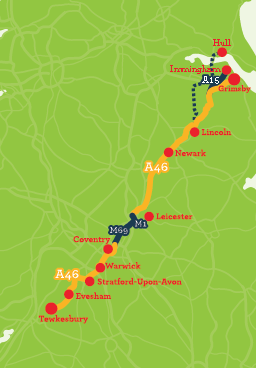 Hull
Immingham
A15
Grimsby
Lincoln
Newark
A46
Leicester
M1
M69
Coventry
Warwick
A46
Stratford-Upon-Avon
Evesham
Tewkesbury